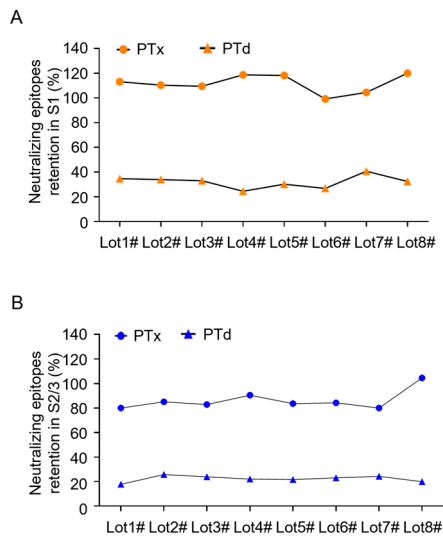 A
PTx PTd
Neutralizing epitopes
retention in S1 (%)
140
120
100
80
60
40
20
0
Lot1# Lot2# Lot3# Lot4# Lot5# Lot6# Lot7# Lot8#
B
PTx PTd
Neutralizing epitopes
retention in S2/3 (%)
140
120
100
80
60
40
20
0
Lot1# Lot2# Lot3# Lot4# Lot5# Lot6# Lot7# Lot8#